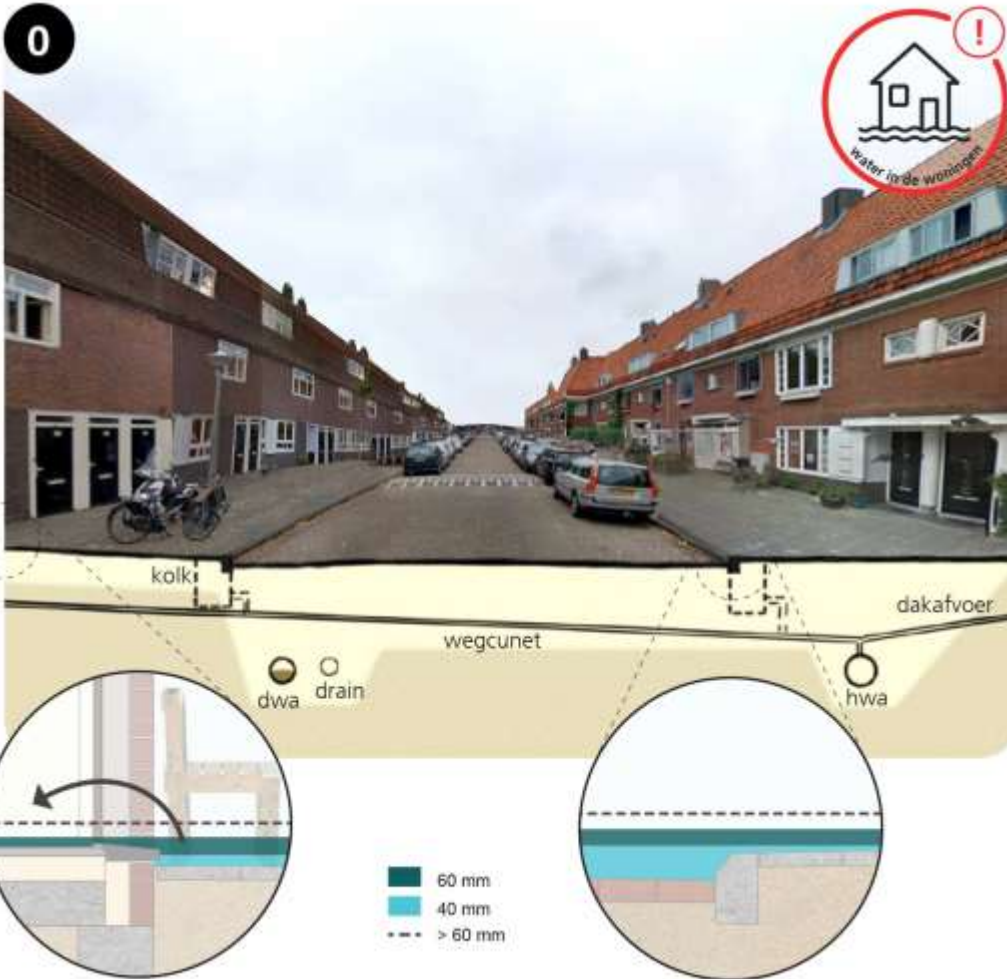 0
!
water in de woningen
kolk
dakafvoer
wegcunet
dwa
drain
hwa
60 mm
40 mm
> 60 mm